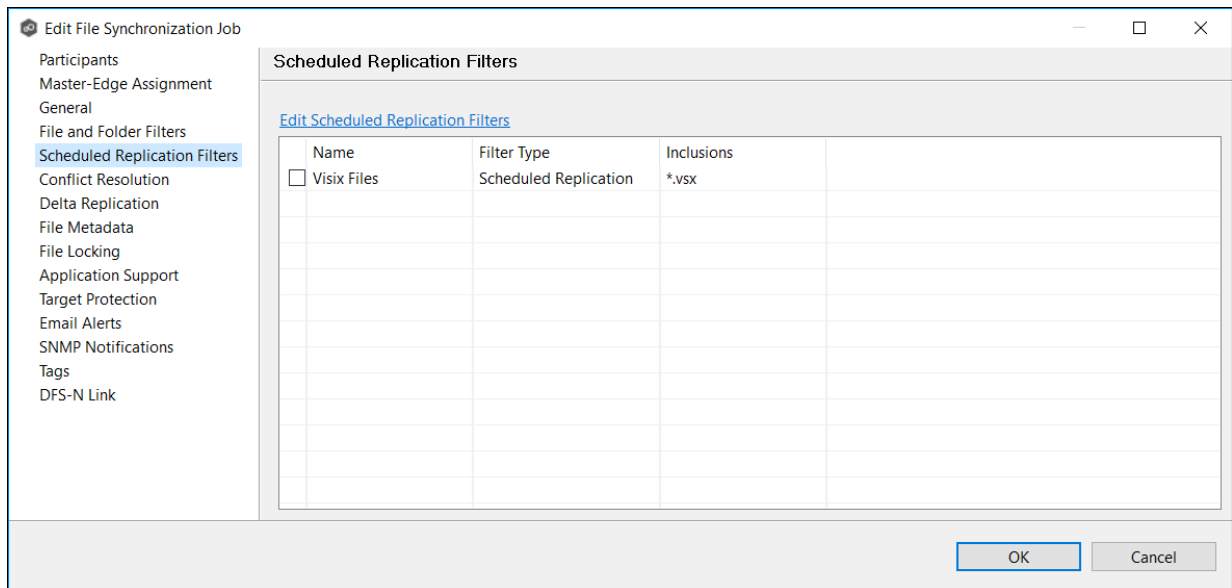 Edit File Synchronization Job
Participants
Master-Edge Assignment
General
File and Folder Filters
Scheduled Replication Filters
Conflict Resolution
Delta Replication
File Metadata
File Locking
Application Support
Target Protection
Email Alerts
SNMP Notifications
Tags
DFS-N Link
Scheduled Replication Filters
Edit Scheduled Replication Filters
Name Filter Type Inclusions
Visix Files Scheduled Replication *.vsx
OK Cancel